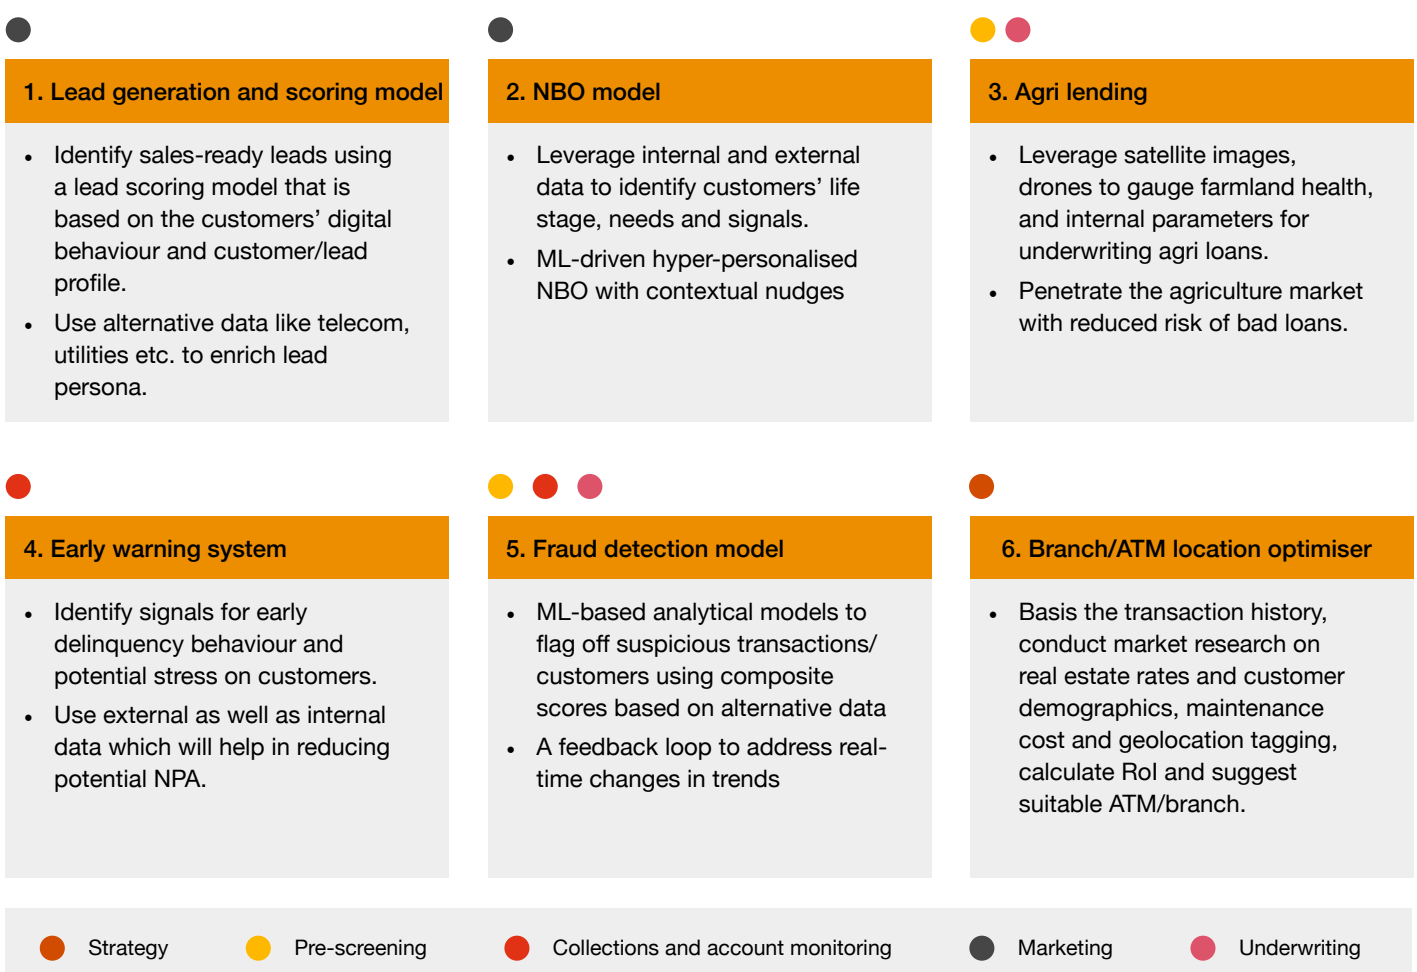 1. Lead generation and scoring model
• Identify sales-ready leads using
a lead scoring model that is
based on the customers’ digital
behaviour and customer/lead
profile.
• Use alternative data like telecom,
utilities etc. to enrich lead
persona.
2. NBO model
• Leverage internal and external
data to identify customers’ life
stage, needs and signals.
• ML-driven hyper-personalised
NBO with contextual nudges
3. Agri lending
• Leverage satellite images,
drones to gauge farmland health,
and internal parameters for
underwriting agri loans.
• Penetrate the agriculture market
with reduced risk of bad loans.
4. Early warning system
• Identify signals for early
delinquency behaviour and
potential stress on customers.
• Use external as well as internal
data which will help in reducing
potential NPA.
5. Fraud detection model
• ML-based analytical models to
flag off suspicious transactions/
customers using composite
scores based on alternative data
• A feedback loop to address real-
time changes in trends
6. Branch/ATM location optimiser
• Basis the transaction history,
conduct market research on
real estate rates and customer
demographics, maintenance
cost and geolocation tagging,
calculate RoI and suggest
suitable ATM/branch.
Strategy
Pre-screening
Collections and account monitoring
Marketing
Underwriting